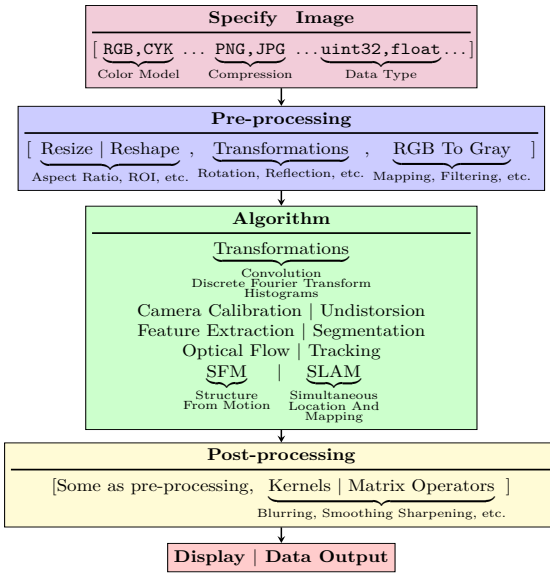 Specify Image
[ RGB,CYK ... PNG,JPG ...uint32,float...]
Color Model Compression Data Type
Pre-processing
[ Resize | Reshape , Transformations , RGB To Gray ]
Aspect Ratio, ROI, etc. Rotation, Reflection, etc. Mapping, Filtering, etc.
Algorithm
Transformations
Convolution
Discrete Fourier Transform
Histograms
Camera Calibration | Undistorsion
Feature Extraction | Segmentation
Optical Flow | Tracking
SFM | SLAM
Structure Simultaneous
From Motion Location And
Mapping
Post-processing
[Some as pre-processing, Kernels | Matrix Operators ]
Blurring, Smoothing Sharpening, etc.
Display | Data Output